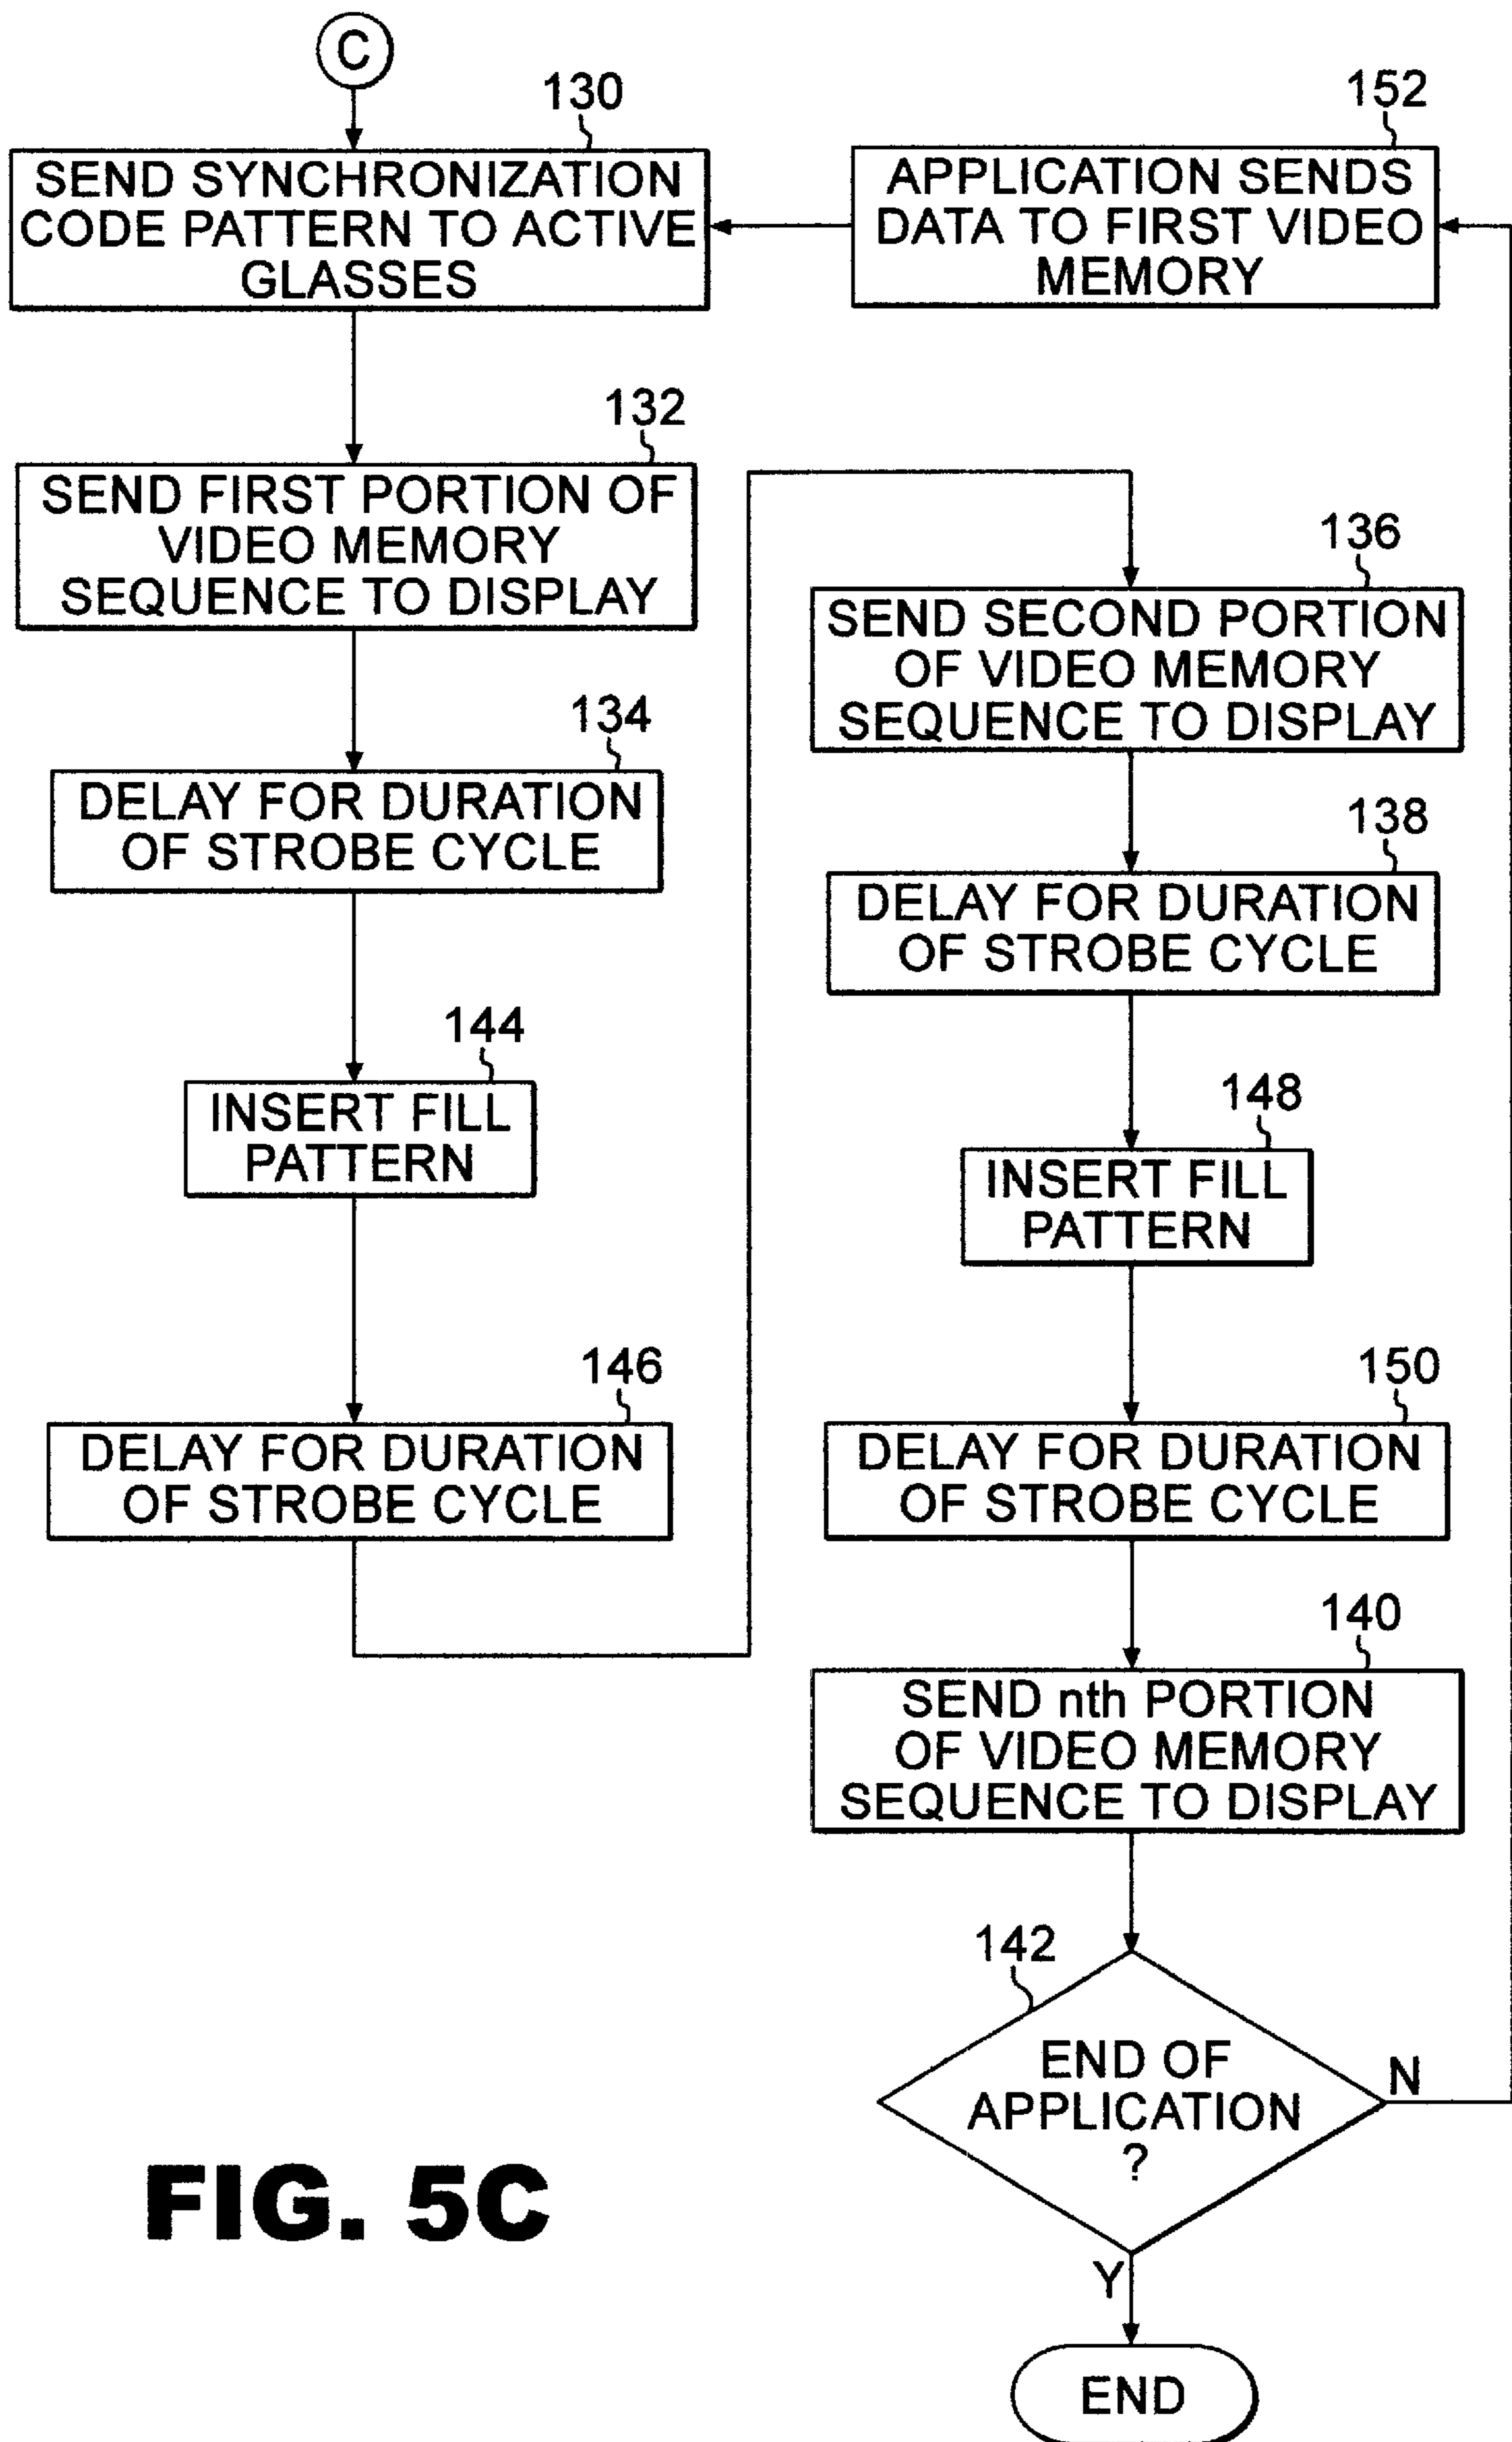 C
130
SEND SYNCHRONIZATION
CODE PATTERN TO ACTIVE
GLASSES
152
APPLICATION SENDS
DATA TO FIRST VIDEO
MEMORY
132
SEND FIRST PORTION OF
VIDEO MEMORY
SEQUENCE TO DISPLAY
134
DELAY FOR DURATION
OF STROBE CYCLE
144
INSERT FILL
PATTERN
146
DELAY FOR DURATION
OF STROBE CYCLE
136
SEND SECOND PORTION
OF VIDEO MEMORY
SEQUENCE TO DISPLAY
138
DELAY FOR DURATION
OF STROBE CYCLE
148
INSERT FILL
PATTERN
150
DELAY FOR DURATION
OF STROBE CYCLE
140
SEND nth PORTION
OF VIDEO MEMORY
SEQUENCE TO DISPLAY
142
END OF
APPLICATION
?
N
Y
END
FIG. 5C